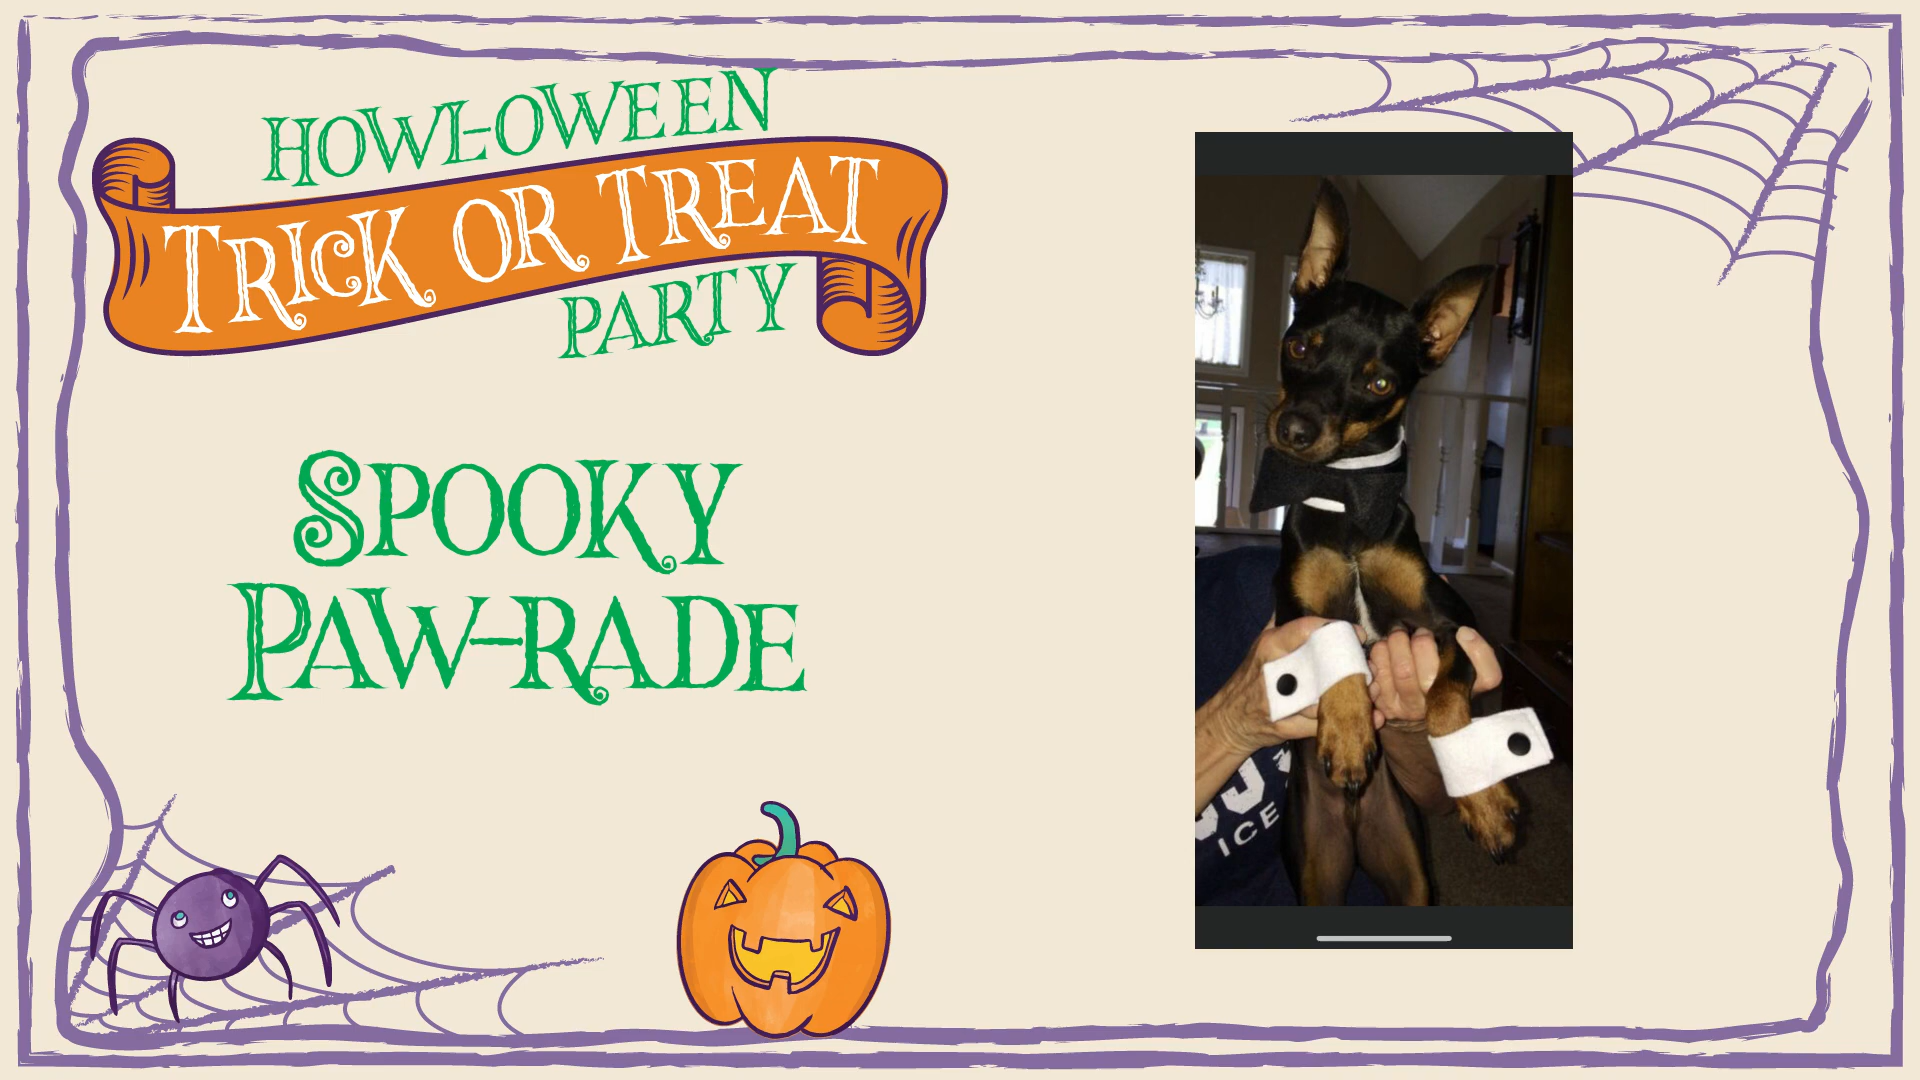 HOWL-OWEEN
TRICK OR TREAT
PARTY
SPOOKY
PAW-RADE
ICE